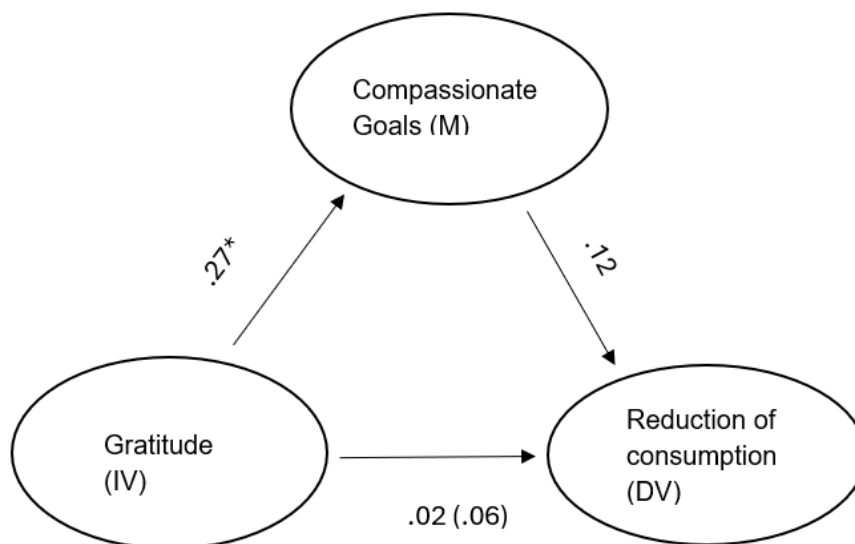 Compassionate
Goals (M)
.27*
.12
Gratitude
(IV)
Reduction of
consumption
(DV)
.02 (.06)